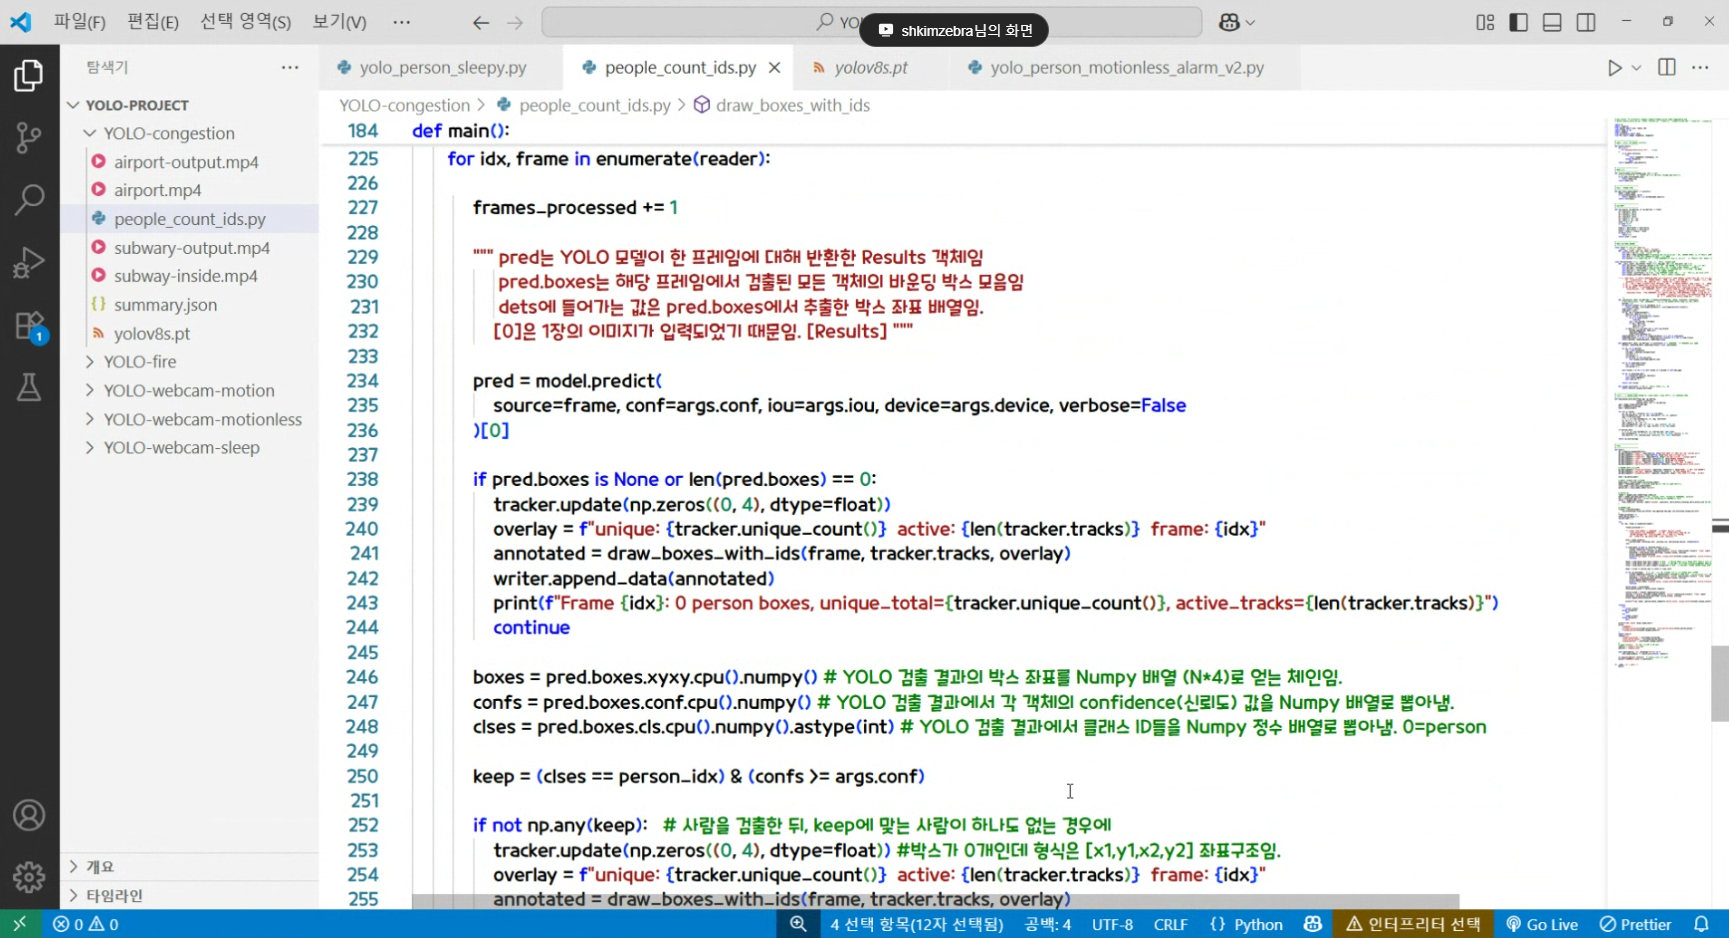 파일(F) 편집(E) 선택 영역(S) 보기(V) ··· YO
shkimzebra님의 화면
탐색기
yolo_person_sleepy.py people_count_ids.py yolov8s.pt yolo_person_motionless_alarm_v2.py
YOLO-congestion > people_count_ids.py > draw_boxes_with_ids
YOLO-PROJECT
YOLO-congestion
airport-output.mp4
airport.mp4
people_count_ids.py
subwary-output.mp4
subway-inside.mp4
summary.json
yolov8s.pt
YOLO-fire
YOLO-webcam-motion
YOLO-webcam-motionless
YOLO-webcam-sleep
개요
타임라인
1
184 def main():
225 for idx, frame in enumerate(reader):
226
227 frames_processed += 1
228
229 """ pred는 YOLO 모델이 한 프레임에 대해 반환한 Results 객체임
230 pred.boxes는 해당 프레임에서 검출된 모든 객체의 바운딩 박스 모음임
231 dets에 들어가는 값은 pred.boxes에서 추출한 박스 좌표 배열임.
232 [0]은 1장의 이미지가 입력되었기 때문임. [Results] """
233
234 pred = model.predict(
235 source=frame, conf=args.conf, iou=args.iou, device=args.device, verbose=False
236 )[0]
237
238 if pred.boxes is None or len(pred.boxes) == 0:
239 tracker.update(np.zeros((0, 4), dtype=float))
240 overlay = f"unique: {tracker.unique_count()} active: {len(tracker.tracks)} frame: {idx}"
241 annotated = draw_boxes_with_ids(frame, tracker.tracks, overlay)
242 writer.append_data(annotated)
243 print(f"Frame {idx}: 0 person boxes, unique_total={tracker.unique_count()}, active_tracks={len(tracker.tracks)}")
244 continue
245
246 boxes = pred.boxes.xyxy.cpu().numpy() # YOLO 검출 결과의 박스 좌표를 Numpy 배열 (N*4)로 얻는 체인임.
247 confs = pred.boxes.conf.cpu().numpy() # YOLO 검출 결과에서 각 객체의 confidence(신뢰도) 값을 Numpy 배열로 뽑아냄.
248 clses = pred.boxes.cls.cpu().numpy().astype(int) # YOLO 검출 결과에서 클래스 ID들을 Numpy 정수 배열로 뽑아냄. 0=person
249
250 keep = (clses == person_idx) & (confs >= args.conf)
251
252 if not np.any(keep): # 사람을 검출한 뒤, keep에 맞는 사람이 하나도 없는 경우에
253 tracker.update(np.zeros((0, 4), dtype=float)) #박스가 0개인데 형식은 [x1,y1,x2,y2] 좌표구조임.
254 overlay = f"unique: {tracker.unique_count()} active: {len(tracker.tracks)} frame: {idx}"
255 annotated = draw_boxes_with_ids(frame, tracker.tracks, overlay)
0 0 4 선택 항목(12자 선택됨) 공백: 4 UTF-8 CRLF {} Python 인터프리터 선택 Go Live Prettier